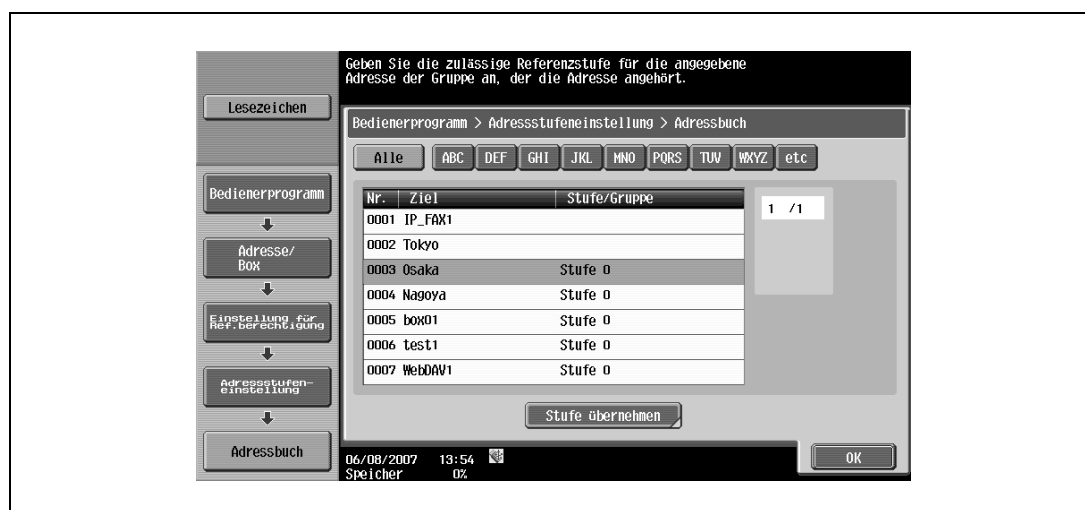 Geben Sie die zulässige Referenzstufe für die angegebene
Adresse der Gruppe an, der die Adresse angehört.
Lesezeichen
Bedienerprogramm > Adressstufeneinstellung > Adressbuch
Alle ABC DEF GHI JKL MNO PQRS TUV WXYZ etc
Bedienerprogramm
Adresse/
Box
Einstellung für
Ref.berechtigung
Adressstufen-
einstellung
Adressbuch
Nr. Ziel Stufe/Gruppe
0001 IP_FAX1
0002 Tokyo
0003 Osaka Stufe 0
0004 Nagoya Stufe 0
0005 box01 Stufe 0
0006 test1 Stufe 0
0007 WebDAV1 Stufe 0
1 /1
Stufe übernehmen
06/08/2007 13:54
Speicher 0%
OK